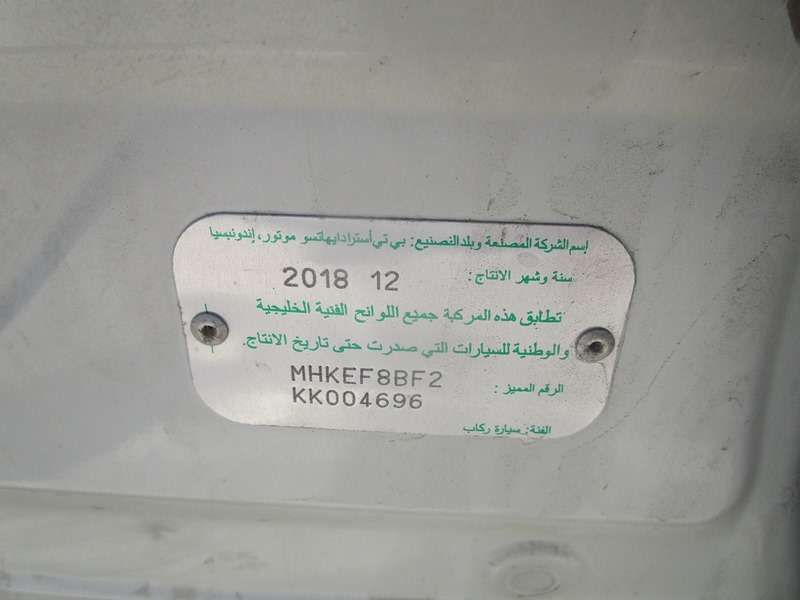 إسم الشركة المصنعة وبلد التصنيع: بي تي أسترا دايهاتسو موتور، إندونيسيا
سنة وشهر الانتاج: 2018 12
تطابق هذه المركبة جميع اللوائح الفنية الخليجية
والوطنية للسيارات التي صدرت حتى تاريخ الانتاج.
الرقم المميز: MHKEF8BF2
KK004696
الفئة: سيارة ركاب